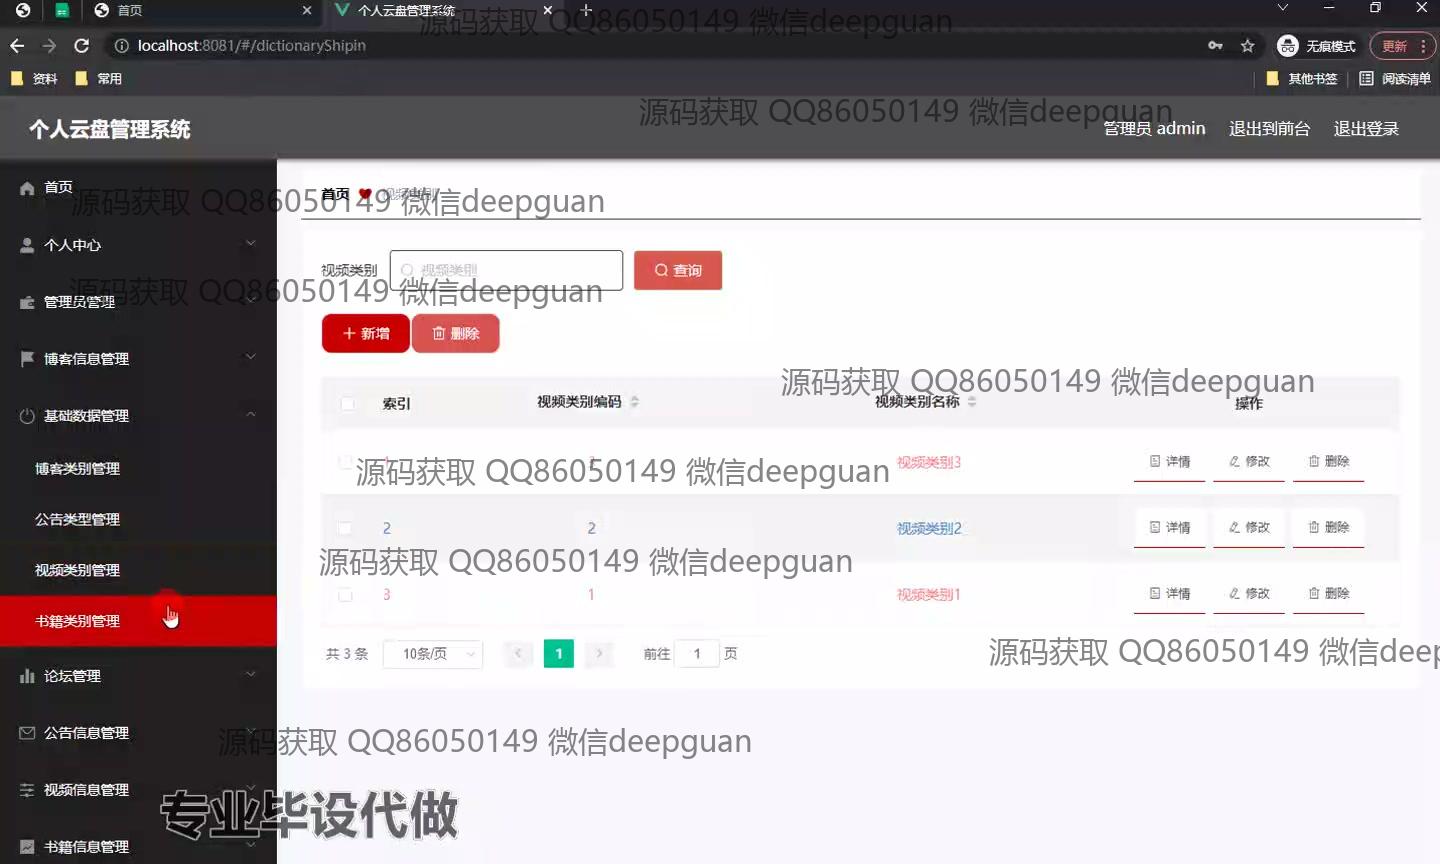 首页
个人云盘管理系统
源码获取 QQ86050149 微信deepguan
localhost:8081/#/dictionaryShipin
无痕模式
更新
资料
常用
其他书签
阅读清单
个人云盘管理系统
源码获取 QQ86050149 微信deepguan
管理员 admin
退出到前台
退出登录
首页
源码获取 QQ86050149 微信deepguan
首页
视频类别
个人中心
视频类别
视频类别
查询
源码获取 QQ86050149 微信deepguan
管理员管理
新增
删除
博客信息管理
源码获取 QQ86050149 微信deepguan
索引
视频类别编码
视频类别名称
操作
基础数据管理
博客类别管理
源码获取 QQ86050149 微信deepguan
1
3
视频类别3
详情
修改
删除
公告类型管理
2
2
视频类别2
详情
修改
删除
源码获取 QQ86050149 微信deepguan
视频类别管理
3
1
视频类别1
详情
修改
删除
书籍类别管理
共 3 条
10条/页
1
前往
1
页
源码获取 QQ86050149 微信deep
论坛管理
公告信息管理
源码获取 QQ86050149 微信deepguan
视频信息管理
专业毕设代做
书籍信息管理